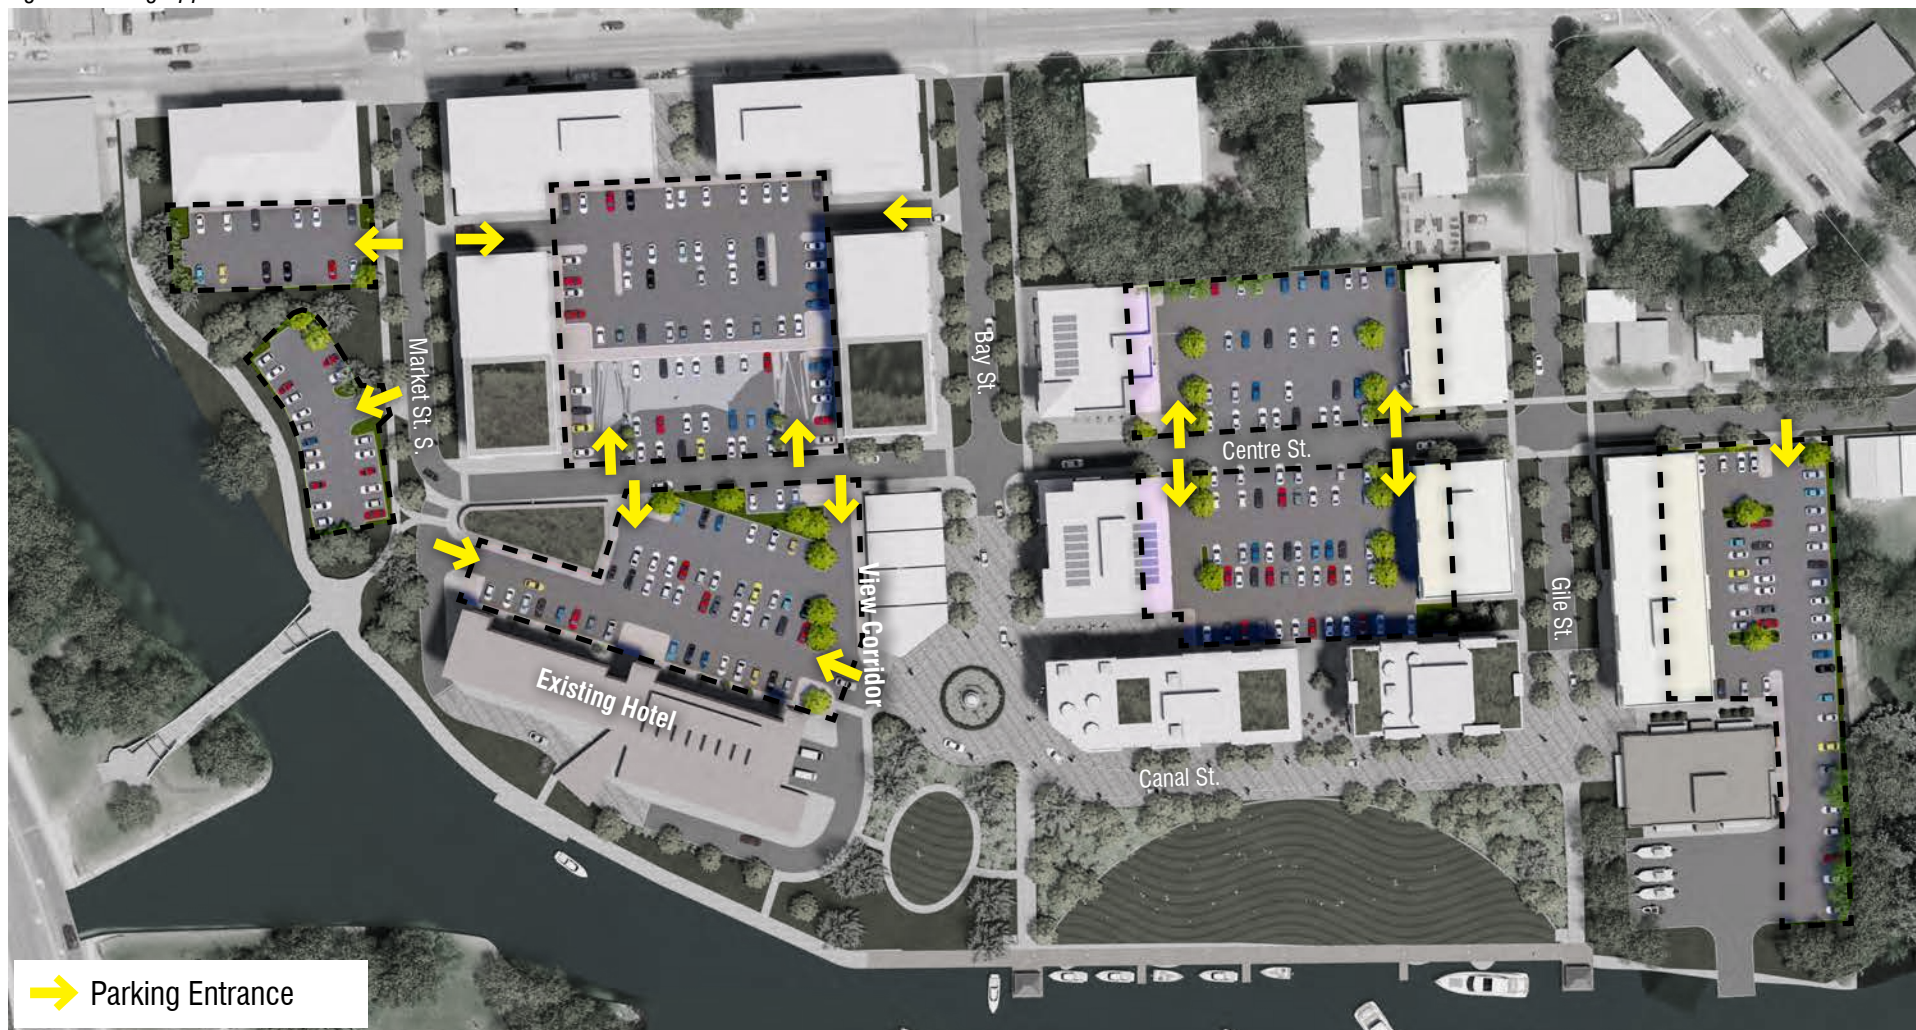 Market St. S.
Bay St.
Centre St.
Gile St.
View Corridor
Existing Hotel
Canal St.
Parking Entrance